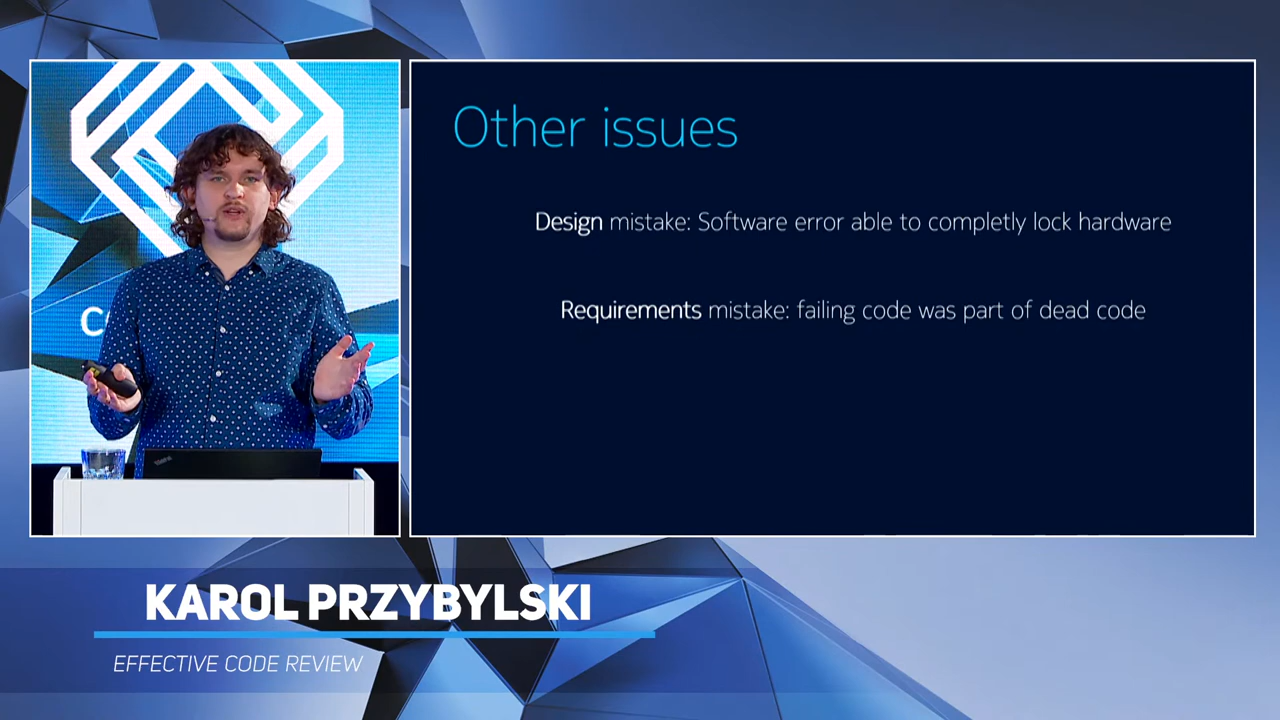 Other issues
Design mistake: Software error able to completly lock hardware
Requirements mistake: failing code was part of dead code
KAROL PRZYBYLSKI
EFFECTIVE CODE REVIEW